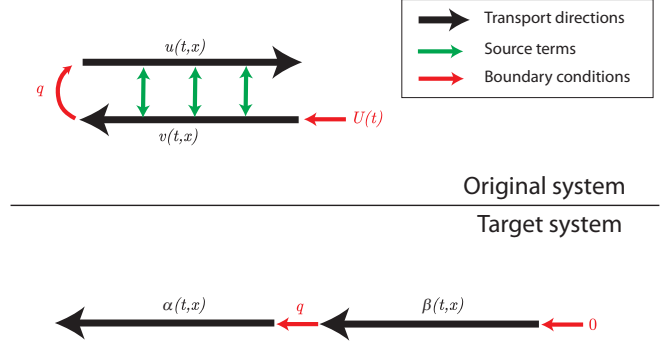 u(t,x)
q
v(t,x)
U(t)
Transport directions
Source terms
Boundary conditions
Original system
Target system
α(t,x)
q
β(t,x)
0